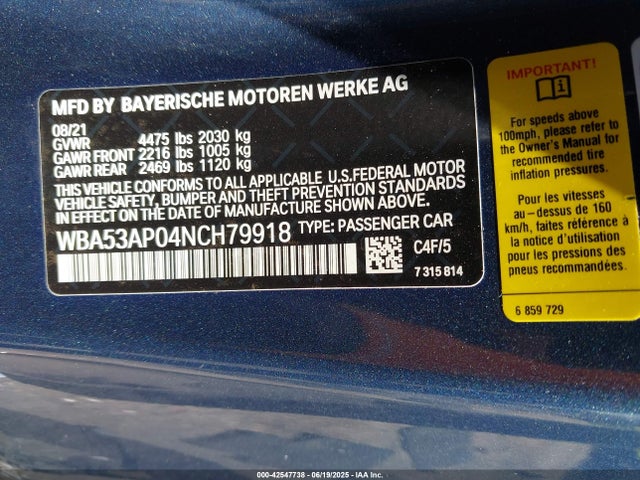 MFD BY BAYERISCHE MOTOREN WERKE AG
08/21
GVWR 4475 lbs 2030 kg
GAWR FRONT 2216 lbs 1005 kg
GAWR REAR 2469 lbs 1120 kg
THIS VEHICLE CONFORMS TO ALL APPLICABLE U.S.FEDERAL MOTOR
VEHICLE SAFETY, BUMPER AND THEFT PREVENTION STANDARDS
IN EFFECT ON THE DATE OF MANUFACTURE SHOWN ABOVE.
WBA53AP04NCH79918 TYPE: PASSENGER CAR
C4F/5
7 315 814
IMPORTANT!
For speeds above
100mph, please refer to
the Owner's Manual for
recommended tire
inflation pressures.
Pour les vitesses
au-dessus de 160
km/h, faites référence à
votre livret à bord pour
les pressions des pneus
recommandée.
6 859 729
000-42547738 - 06/19/2025 - IAA Inc.